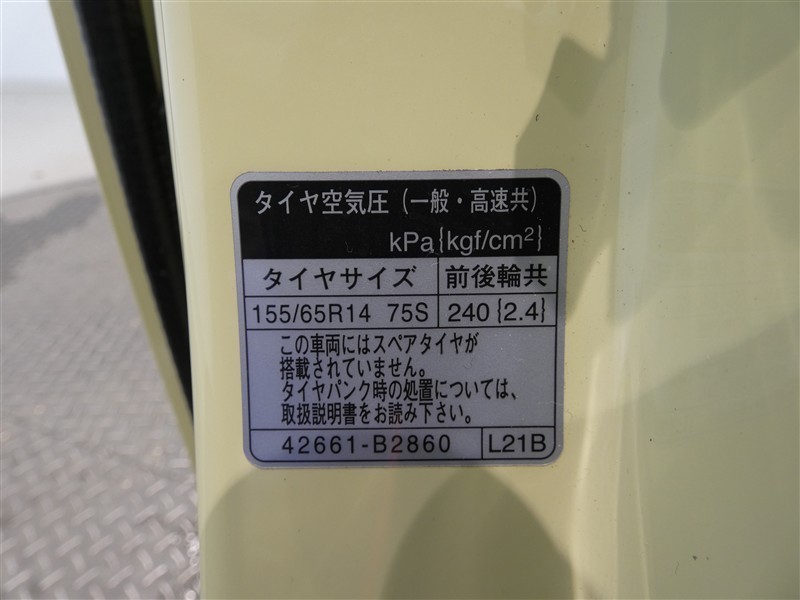 タイヤ空気圧（一般・高速共）
kPa{kgf/cm²}
タイヤサイズ 前後輪共
155/65R14 75S 240{2.4}
この車両にはスペアタイヤが
搭載されていません。
タイヤパンク時の処置については、
取扱説明書をお読み下さい。
42661-B2860 L21B